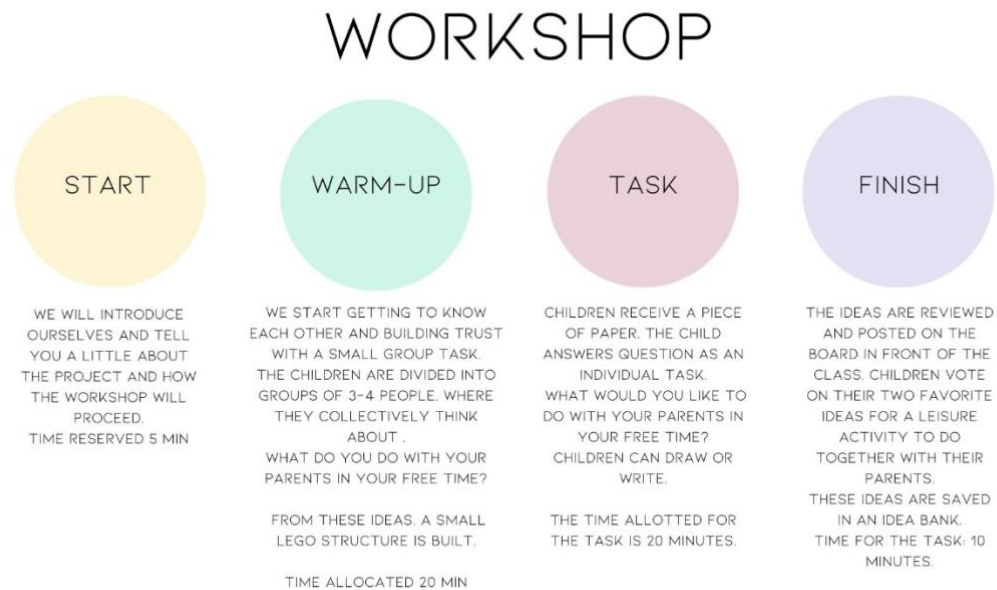 WORKSHOP
START
WE WILL INTRODUCE
OURSELVES AND TELL
YOU A LITTLE ABOUT
THE PROJECT AND HOW
THE WORKSHOP WILL
PROCEED.
TIME RESERVED 5 MIN
WARM-UP
WE START GETTING TO KNOW
EACH OTHER AND BUILDING TRUST
WITH A SMALL GROUP TASK.
THE CHILDREN ARE DIVIDED INTO
GROUPS OF 3-4 PEOPLE. WHERE
THEY COLLECTIVELY THINK
ABOUT .
WHAT DO YOU DO WITH YOUR
PARENTS IN YOUR FREE TIME?
FROM THESE IDEAS. A SMALL
LEGO STRUCTURE IS BUILT.
TIME ALLOCATED 20 MIN
TASK
CHILDREN RECEIVE A PIECE
OF PAPER. THE CHILD
ANSWERS QUESTION AS AN
INDIVIDUAL TASK.
WHAT WOULD YOU LIKE TO
DO WITH YOUR PARENTS IN
YOUR FREE TIME?
CHILDREN CAN DRAW OR
WRITE.
THE TIME ALLOTTED FOR
THE TASK IS 20 MINUTES.
FINISH
THE IDEAS ARE REVIEWED
AND POSTED ON THE
BOARD IN FRONT OF THE
CLASS. CHILDREN VOTE
ON THEIR TWO FAVORITE
IDEAS FOR A LEISURE
ACTIVITY TO DO
TOGETHER WITH THEIR
PARENTS.
THESE IDEAS ARE SAVED
IN AN IDEA BANK.
TIME FOR THE TASK: 10
MINUTES.